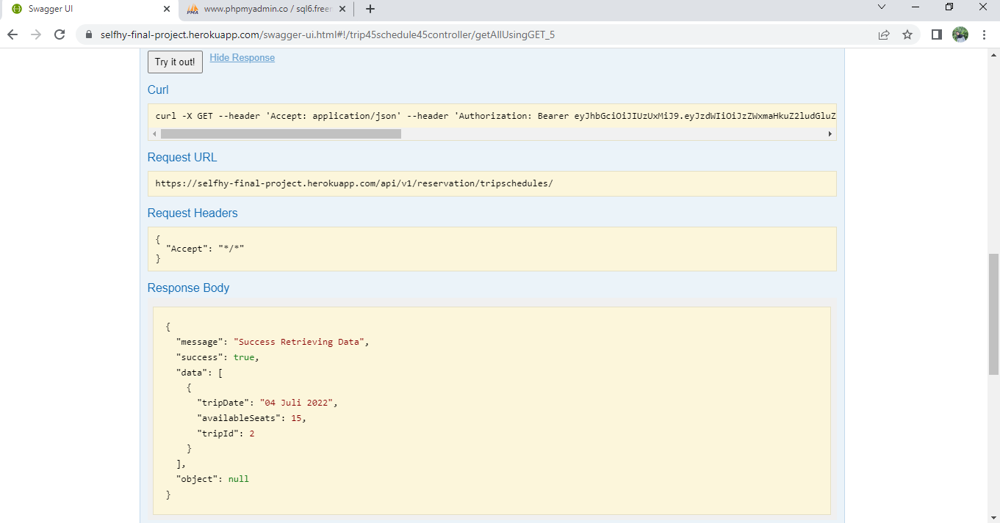 Swagger UI
www.phpmyadmin.co / sql6.freer
selfhy-final-project.herokuapp.com/swagger-ui.html#!/trip45schedule45controller/getAllUsingGET_5
Try it out!
Hide Response
Curl
curl -X GET --header 'Accept: application/json' --header 'Authorization: Bearer eyJhbGciOiJIUzUxMiJ9.eyJzdWIiOiJzZWxmaHkuZ2ludGluZ
Request URL
https://selfhy-final-project.herokuapp.com/api/v1/reservation/tripschedules/
Request Headers
{
"Accept": "*/*"
}
Response Body
{
"message": "Success Retrieving Data",
"success": true,
"data": [
{
"tripDate": "04 Juli 2022",
"availableSeats": 15,
"tripId": 2
}
],
"object": null
}